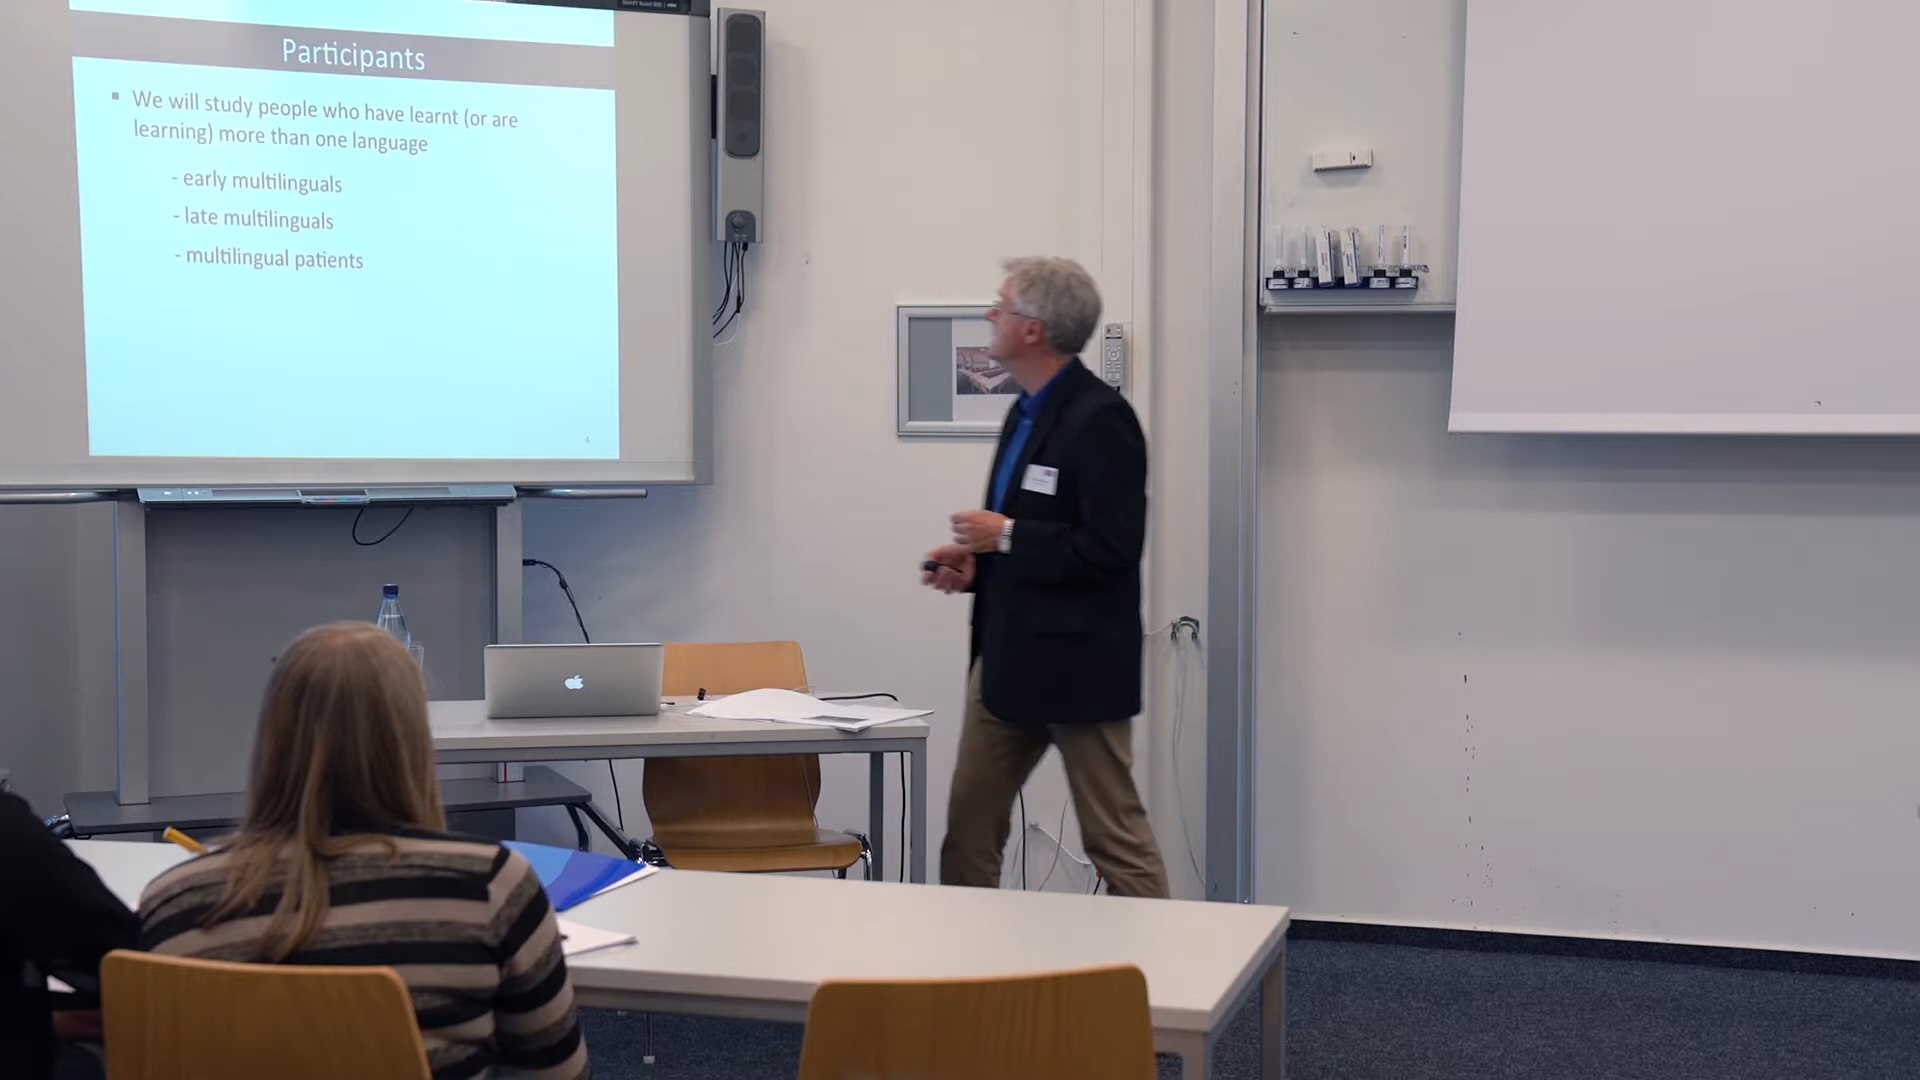 Participants
▪ We will study people who have learnt (or are
learning) more than one language
- early multilinguals
- late multilinguals
- multilingual patients
4